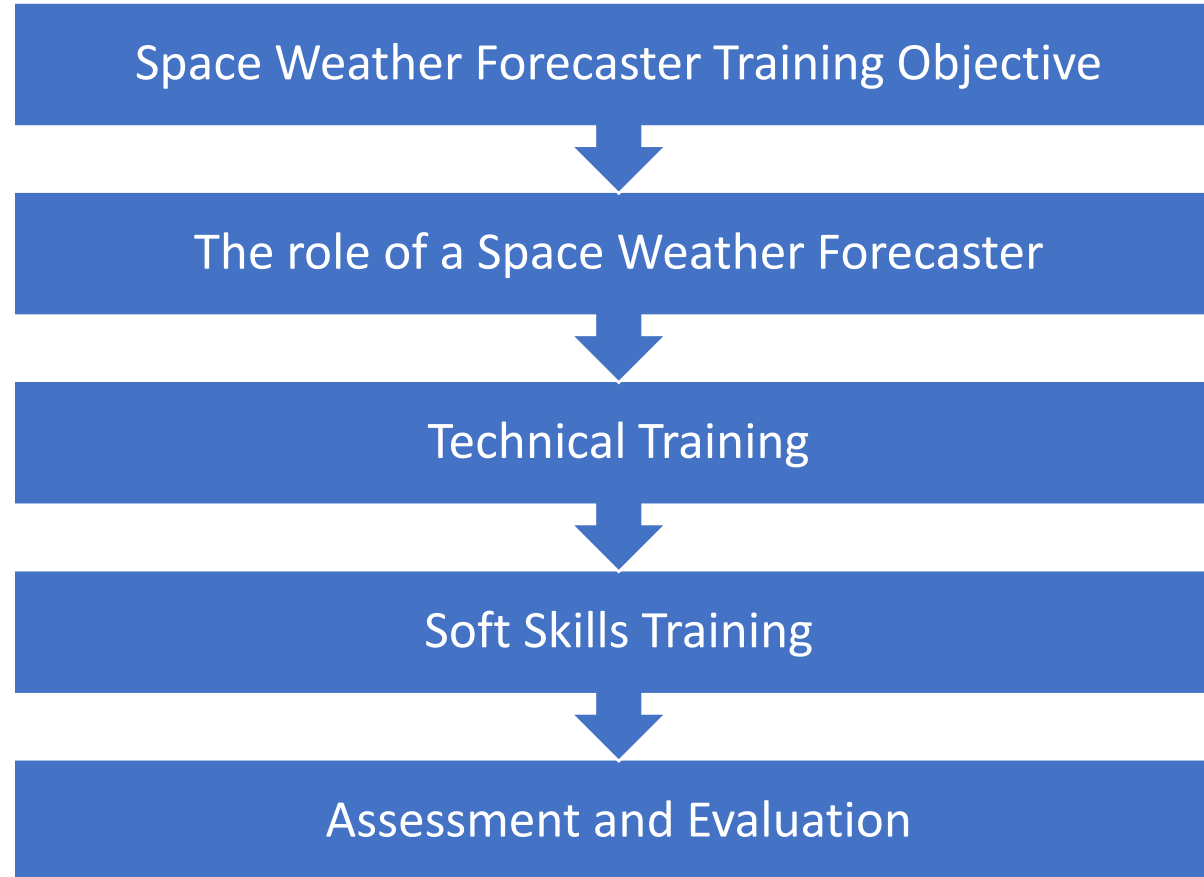 Space Weather Forecaster Training Objective
The role of a Space Weather Forecaster
Technical Training
Soft Skills Training
Assessment and Evaluation